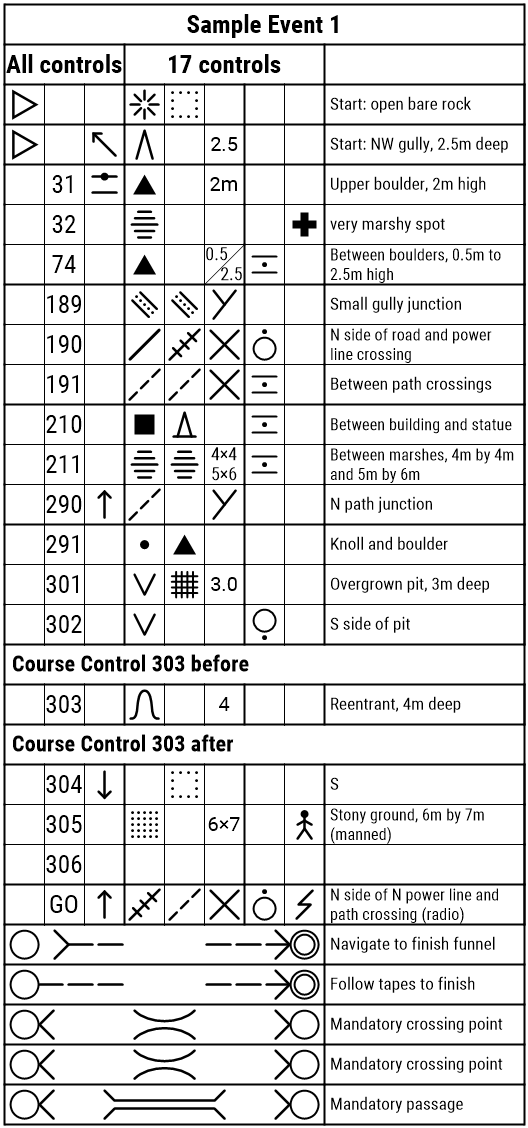 Sample Event 1
All controls 17 controls
Start: open bare rock
2.5 Start: NW gully, 2.5m deep
31 2m Upper boulder, 2m high
32 very marshy spot
74 0.5/2.5 Between boulders, 0.5m to
2.5m high
189 Small gully junction
190 N side of road and power
line crossing
191 Between path crossings
210 Between building and statue
211 4×4 Between marshes, 4m by 4m
5×6 and 5m by 6m
290 N path junction
291 Knoll and boulder
301 3.0 Overgrown pit, 3m deep
302 S side of pit
Course Control 303 before
303 4 Reentrant, 4m deep
Course Control 303 after
304 S
305 6×7 Stony ground, 6m by 7m
(manned)
306
GO N side of N power line and
path crossing (radio)
Navigate to finish funnel
Follow tapes to finish
Mandatory crossing point
Mandatory crossing point
Mandatory passage